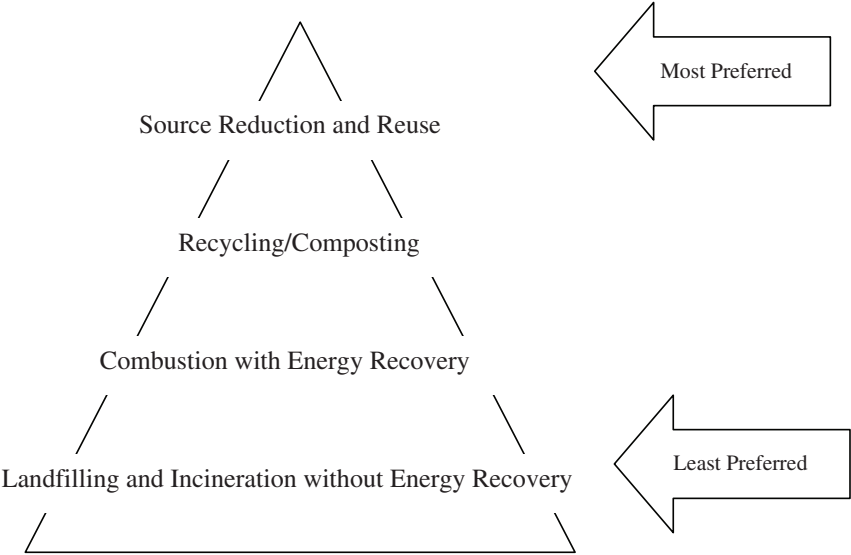 Most Preferred
Source Reduction and Reuse
Recycling/Composting
Combustion with Energy Recovery
Least Preferred
Landfilling and Incineration without Energy Recovery